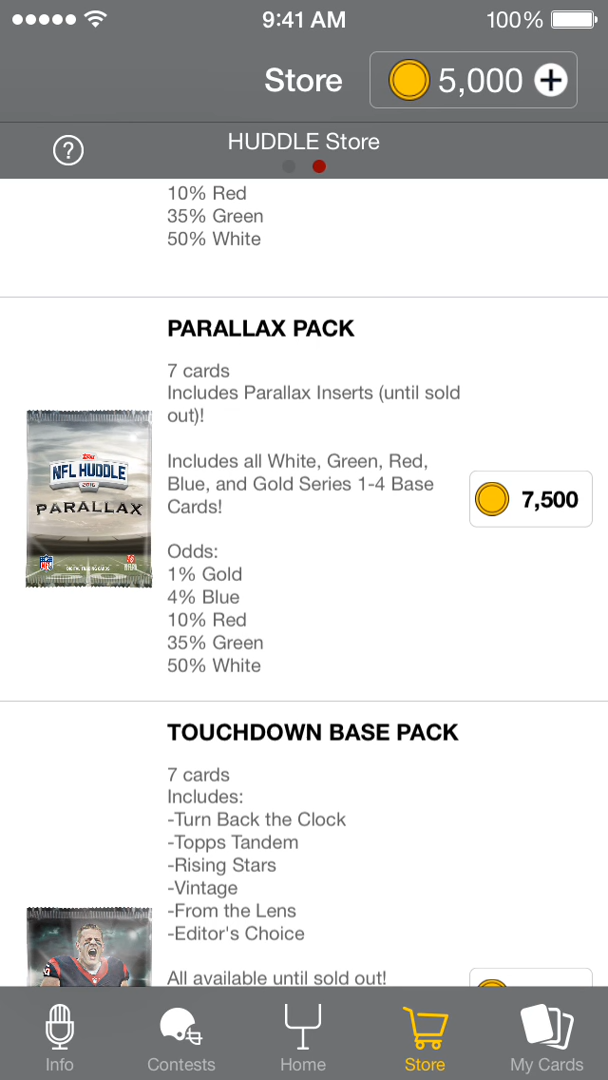 9:41 AM
100%
Store
5,000
?
HUDDLE Store
10% Red
35% Green
50% White
PARALLAX PACK
7 cards
Includes Parallax Inserts (until sold
out)!
Includes all White, Green, Red,
Blue, and Gold Series 1-4 Base
Cards!
Odds:
1% Gold
4% Blue
10% Red
35% Green
50% White
Topps
NFL HUDDLE
2016
PARALLAX
NFL
7,500
TOUCHDOWN BASE PACK
7 cards
Includes:
-Turn Back the Clock
-Topps Tandem
-Rising Stars
-Vintage
-From the Lens
-Editor's Choice
All available until sold out!
Info
Contests
Home
Store
My Cards